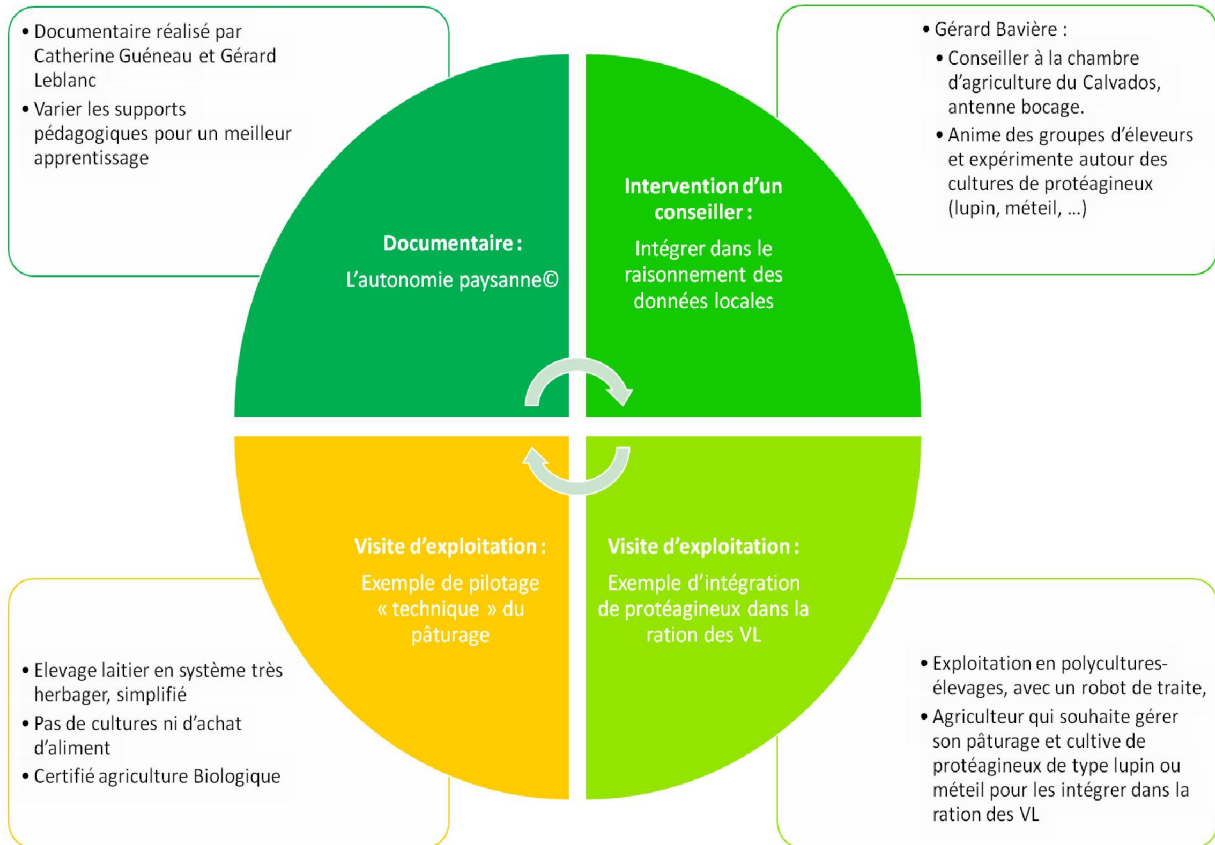 • Documentaire réalisé par
Catherine Guéneau et Gérard
Leblanc
• Varier les supports
pédagogiques pour un meilleur
apprentissage
• Gérard Bavière :
• Conseiller à la chambre
d'agriculture du Calvados,
antenne bocage.
• Anime des groupes d'éleveurs
et expérimente autour des
cultures de protéagineux
(lupin, méteil, ...)
Documentaire :
L'autonomie paysanne©
Intervention d'un
conseiller :
Intégrer dans le
raisonnement des
données locales
Visite d'exploitation :
Exemple de pilotage
« technique » du
pâturage
Visite d'exploitation :
Exemple d'intégration
de protéagineux dans la
ration des VL
• Elevage laitier en système très
herbager, simplifié
• Pas de cultures ni d'achat
d'aliment
• Certifié agriculture Biologique
• Exploitation en polycultures-
élevages, avec un robot de traite,
• Agriculteur qui souhaite gérer
son pâturage et cultive de
protéagineux de type lupin ou
méteil pour les intégrer dans la
ration des VL